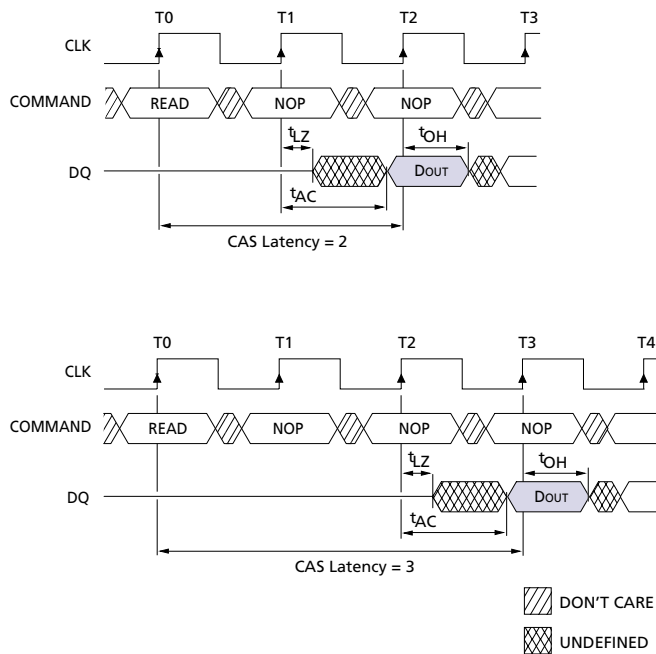 T0 T1 T2 T3
CLK
COMMAND READ NOP NOP
tLZ tOH
DQ DOUT
tAC
CAS Latency = 2
T0 T1 T2 T3 T4
CLK
COMMAND READ NOP NOP NOP
tLZ tOH
DQ DOUT
tAC
CAS Latency = 3
DON'T CARE
UNDEFINED